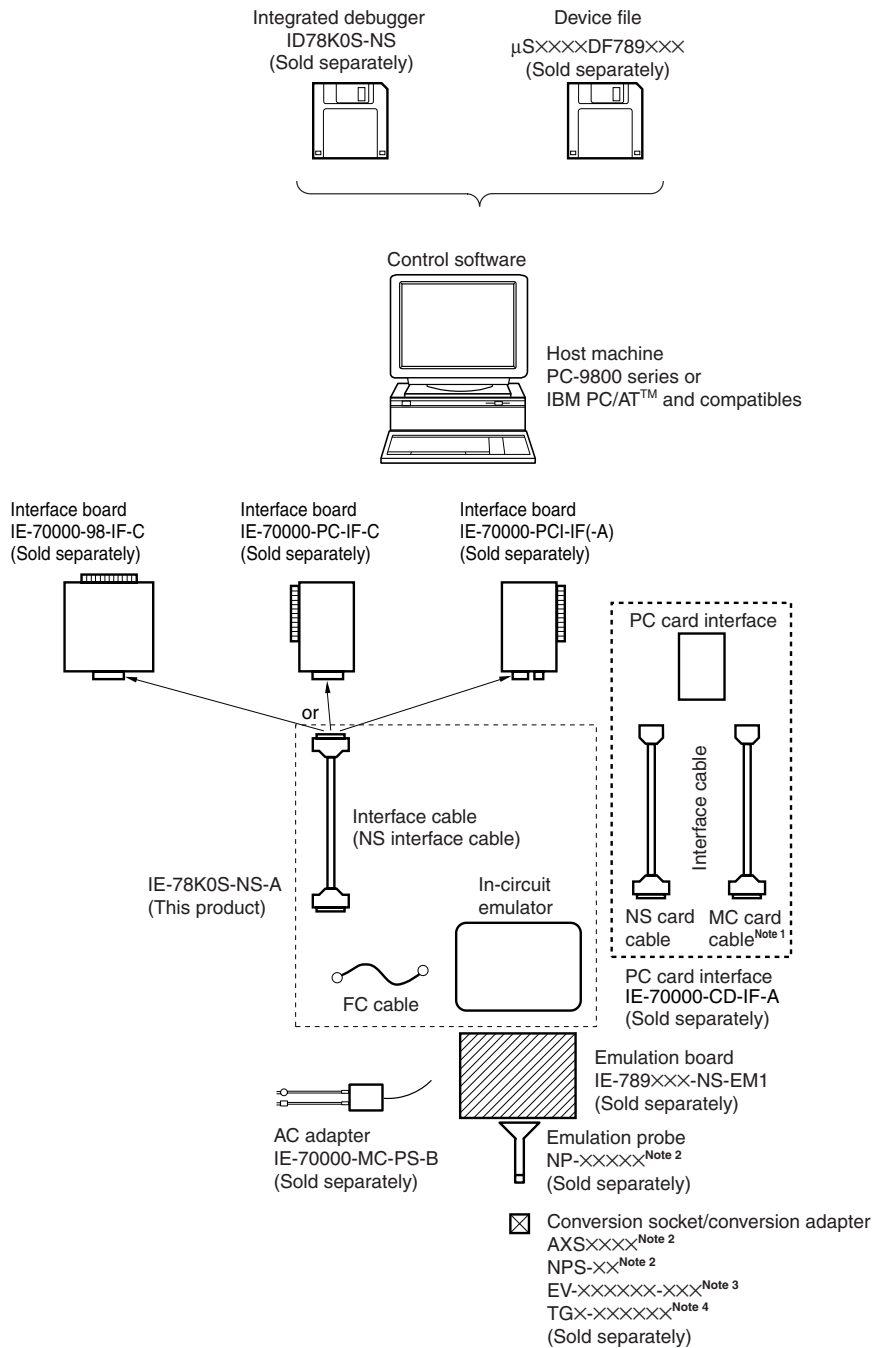 Integrated debugger
ID78K0S-NS
(Sold separately)
Device file
µS××××DF789×××
(Sold separately)
Control software
Host machine
PC-9800 series or
IBM PC/AT™ and compatibles
Interface board
IE-70000-98-IF-C
(Sold separately)
Interface board
IE-70000-PC-IF-C
(Sold separately)
Interface board
IE-70000-PCI-IF(-A)
(Sold separately)
PC card interface
or
Interface cable
(NS interface cable)
Interface cable
IE-78K0S-NS-A
(This product)
In-circuit
emulator
NS card
cable
MC card
cable Note 1
FC cable
PC card interface
IE-70000-CD-IF-A
(Sold separately)
Emulation board
IE-789×××-NS-EM1
(Sold separately)
AC adapter
IE-70000-MC-PS-B
(Sold separately)
Emulation probe
NP-××××× Note 2
(Sold separately)
Conversion socket/conversion adapter
AXS×××× Note 2
NPS-×× Note 2
EV-××××××-××× Note 3
TG×-×××××× Note 4
(Sold separately)